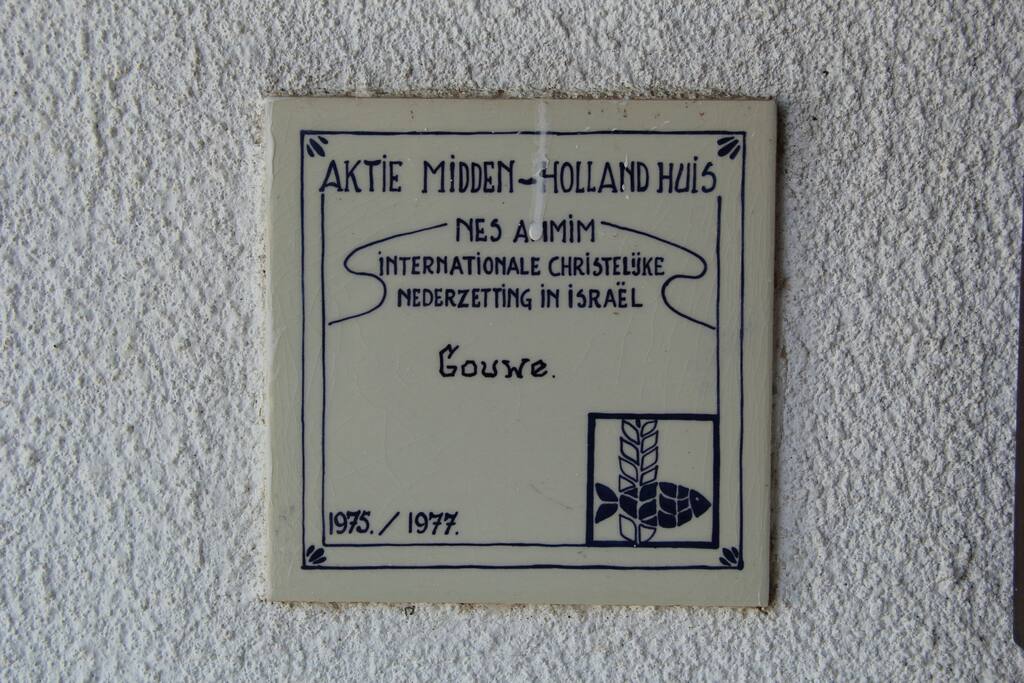 AKTIE MIDDEN-HOLLAND HUIS
NES AMMIM
INTERNATIONALE CHRISTELIJKE
NEDERZETTING IN ISRAËL
Gouwe.
1975./1977.